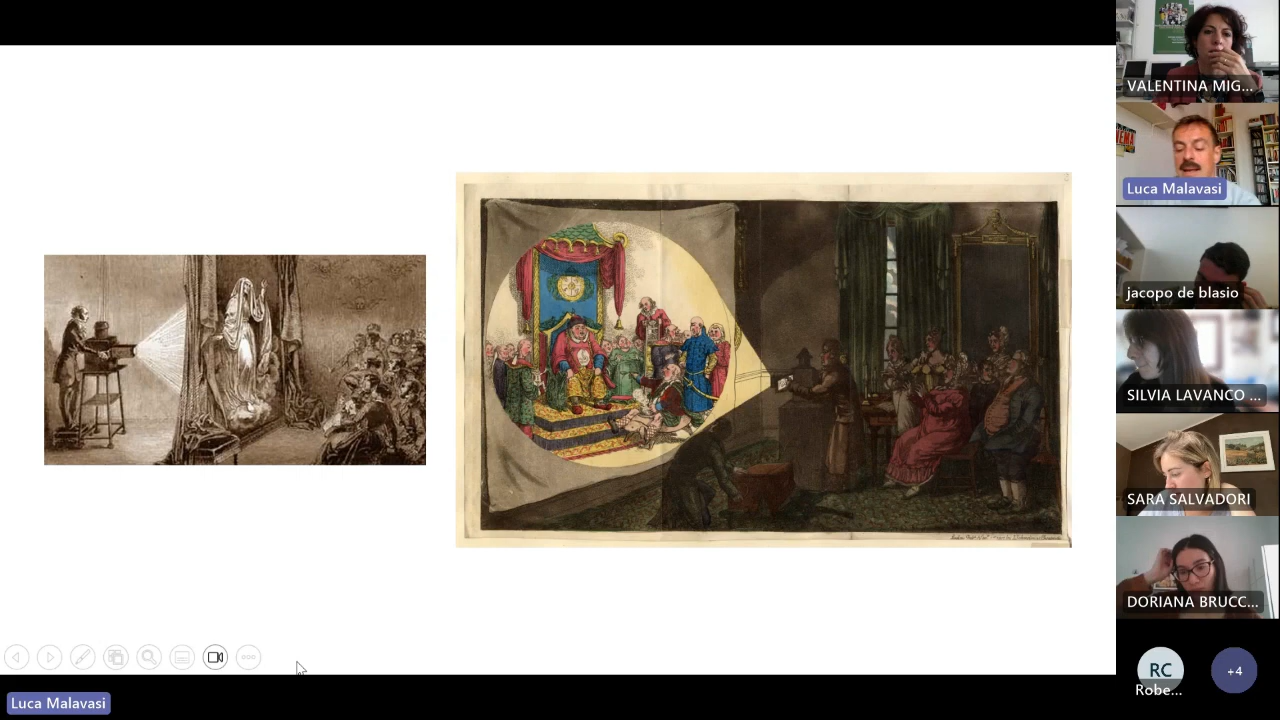 VALENTINA MIG...
Luca Malavasi
jacopo de blasio
SILVIA LAVANCO ...
SARA SALVADORI
DORIANA BRUCC...
RC
Robe...
+4
Luca Malavasi